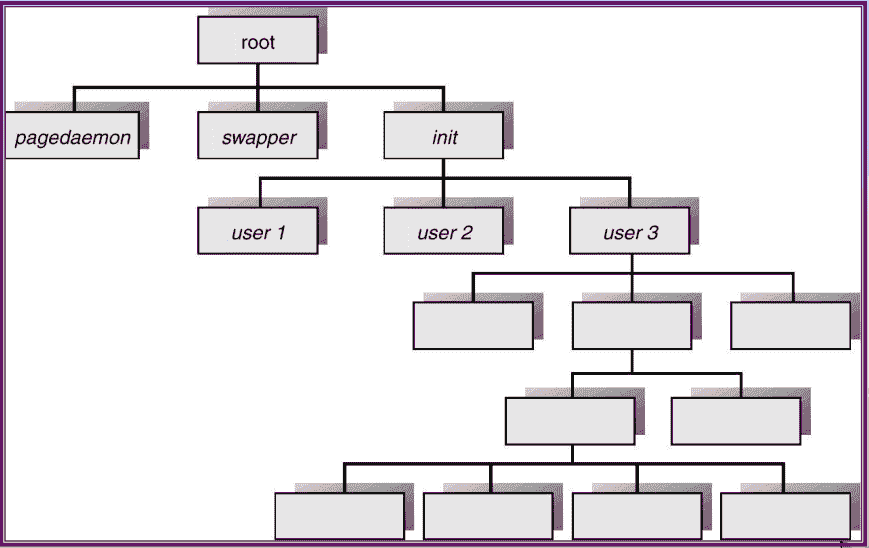 root
pagedaemon
swapper
init
user 1
user 2
user 3